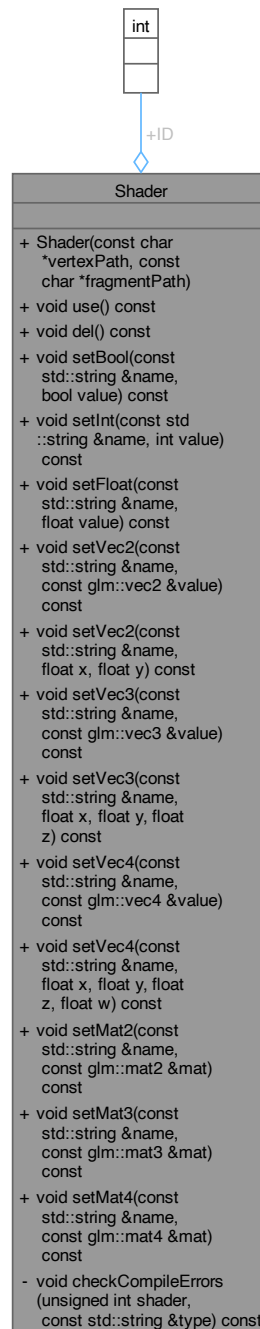 int
+ID
Shader
+ Shader(const char
*vertexPath, const
char *fragmentPath)
+ void use() const
+ void del() const
+ void setBool(const
std::string &name,
bool value) const
+ void setInt(const std
::string &name, int value)
const
+ void setFloat(const
std::string &name,
float value) const
+ void setVec2(const
std::string &name,
const glm::vec2 &value)
const
+ void setVec2(const
std::string &name,
float x, float y) const
+ void setVec3(const
std::string &name,
const glm::vec3 &value)
const
+ void setVec3(const
std::string &name,
float x, float y, float
z) const
+ void setVec4(const
std::string &name,
const glm::vec4 &value)
const
+ void setVec4(const
std::string &name,
float x, float y, float
z, float w) const
+ void setMat2(const
std::string &name,
const glm::mat2 &mat)
const
+ void setMat3(const
std::string &name,
const glm::mat3 &mat)
const
+ void setMat4(const
std::string &name,
const glm::mat4 &mat)
const
- void checkCompileErrors
(unsigned int shader,
const std::string &type) const